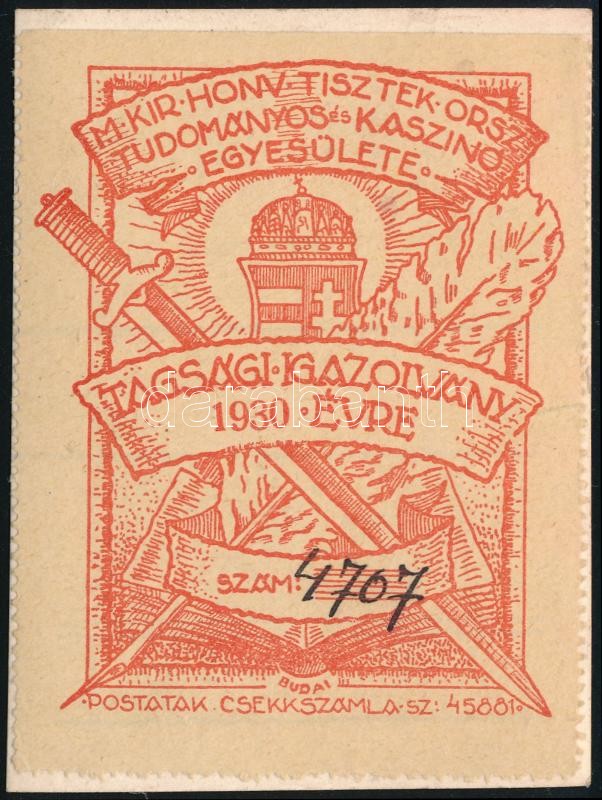 M·KIR·HONV·TISZTEK·ORSZ·
TUDOMÁNYOS és KASZINÓ
·EGYESÜLETE·
TAGSÁGI·IGAZOLVÁNY
1930·ÉVRE
darabanth
SZÁM: 4707
BUDAI
·POSTATAK. CSEKKSZÁMLA·SZ: 45881·